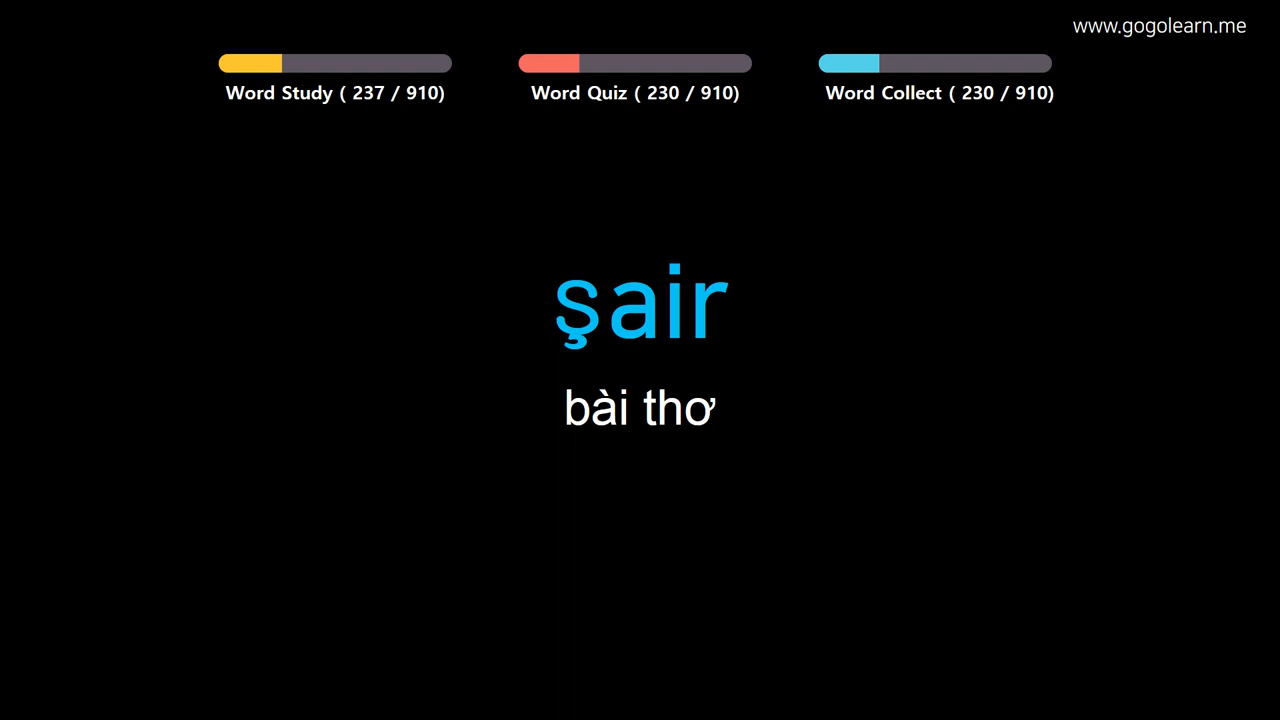 www.gogolearn.me
Word Study ( 237 / 910)
Word Quiz ( 230 / 910)
Word Collect ( 230 / 910)
şair
bài thơ